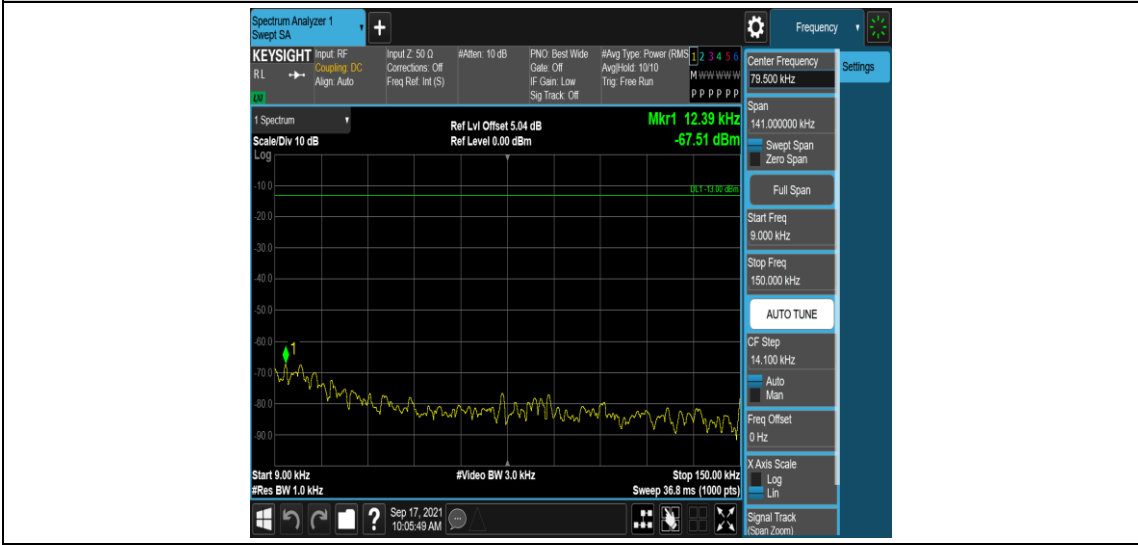 Spectrum Analyzer 1
Swept SA
+
Frequency
KEYSIGHT
RL
LXI
Input: RF
Coupling: DC
Align: Auto
Input Z: 50 Ω
Corrections: Off
Freq Ref: Int (S)
#Atten: 10 dB
PNO: Best Wide
Gate: Off
IF Gain: Low
Sig Track: Off
#Avg Type: Power (RMS
Avg|Hold: 10/10
Trig: Free Run
1 2 3 4 5 6
M W W W W W
P P P P P P
1 Spectrum
Scale/Div 10 dB
Ref Lvl Offset 5.04 dB
Ref Level 0.00 dBm
Mkr1 12.39 kHz
-67.51 dBm
Log
DL1 -13.00 dBm
-10.0
-20.0
-30.0
-40.0
-50.0
-60.0
1
-70.0
-80.0
-90.0
Start 9.00 kHz
#Res BW 1.0 kHz
#Video BW 3.0 kHz
Stop 150.00 kHz
Sweep 36.8 ms (1000 pts)
?
Sep 17, 2021
10:05:49 AM
Center Frequency
79.500 kHz
Settings
Span
141.000000 kHz
Swept Span
Zero Span
Full Span
Start Freq
9.000 kHz
Stop Freq
150.000 kHz
AUTO TUNE
CF Step
14.100 kHz
Auto
Man
Freq Offset
0 Hz
X Axis Scale
Log
Lin
Signal Track
(Span Zoom)